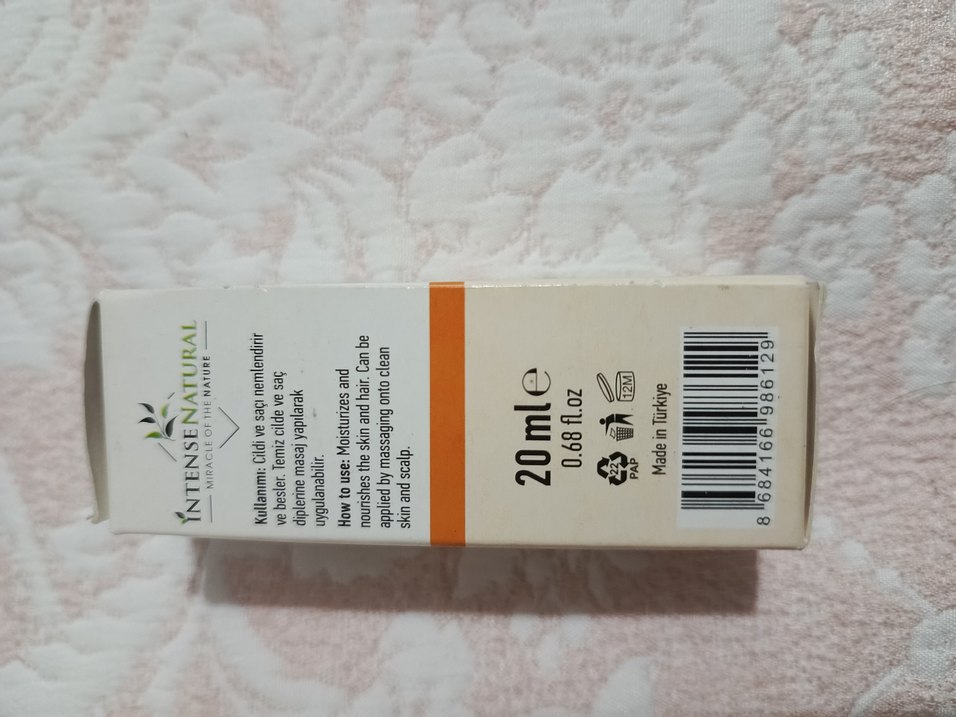 INTENSE NATURAL
MIRACLE OF THE NATURE
Kullanımı: Cildi ve saçı nemlendirir
ve besler. Temiz cilde ve saç
diplerine masaj yapılarak
uygulanabilir.
How to use: Moisturizes and
nourishes the skin and hair. Can be
applied by massaging onto clean
skin and scalp.
20 ml e
0.68 fl.oz
22
PAP
12M
Made in Türkiye
8 684166 986129